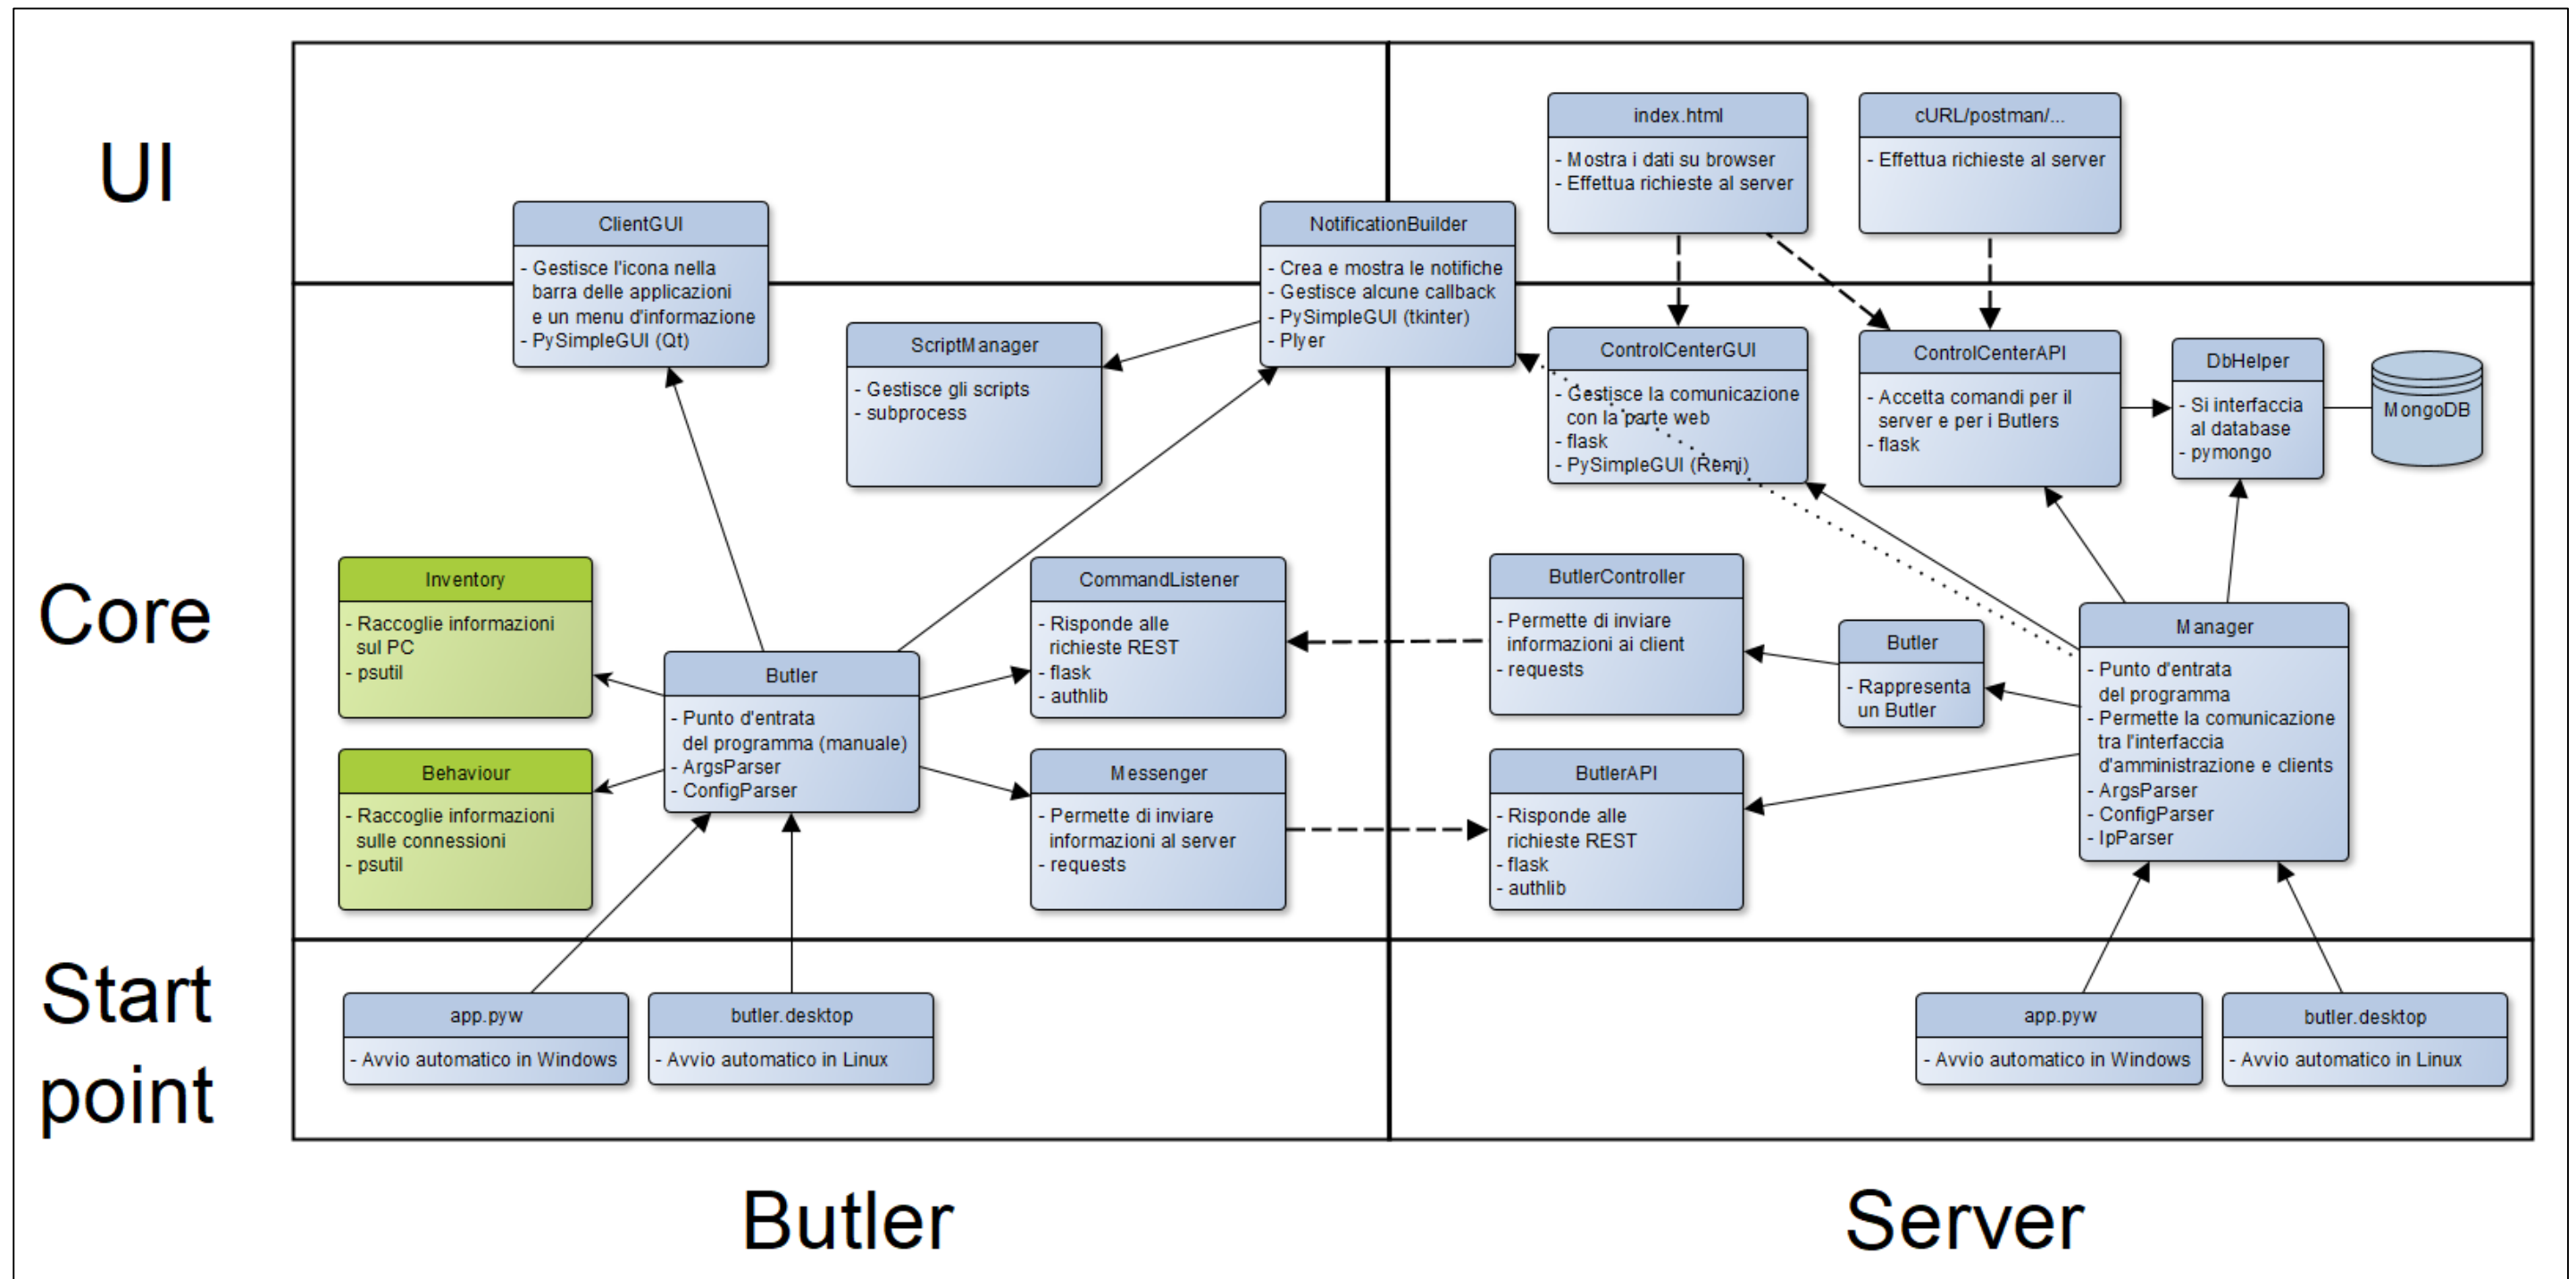 UI
Core
Start
point
Butler
Server
ClientGUI
- Gestisce l'icona nella
barra delle applicazioni
e un menu d'informazione
- PySimpleGUI (Qt)
NotificationBuilder
- Crea e mostra le notifiche
- Gestisce alcune callback
- PySimpleGUI (tkinter)
- Plyer
index.html
- Mostra i dati su browser
- Effettua richieste al server
cURL/postman/...
- Effettua richieste al server
ScriptManager
- Gestisce gli scripts
- subprocess
ControlCenterGUI
- Gestisce la comunicazione
con la parte web
- flask
- PySimpleGUI (Remi)
ControlCenterAPI
- Accetta comandi per il
server e per i Butlers
- flask
DbHelper
- Si interfaccia
al database
- pymongo
MongoDB
Inventory
- Raccoglie informazioni
sul PC
- psutil
Behaviour
- Raccoglie informazioni
sulle connessioni
- psutil
Butler
- Punto d'entrata
del programma (manuale)
- ArgsParser
- ConfigParser
CommandListener
- Risponde alle
richieste REST
- flask
- authlib
Messenger
- Permette di inviare
informazioni al server
- requests
ButlerController
- Permette di inviare
informazioni ai client
- requests
ButlerAPI
- Risponde alle
richieste REST
- flask
- authlib
Butler
- Rappresenta
un Butler
Manager
- Punto d'entrata
del programma
- Permette la comunicazione
tra l'interfaccia
d'amministrazione e clients
- ArgsParser
- ConfigParser
- IpParser
app.pyw
- Avvio automatico in Windows
butler.desktop
- Avvio automatico in Linux
app.pyw
- Avvio automatico in Windows
butler.desktop
- Avvio automatico in Linux